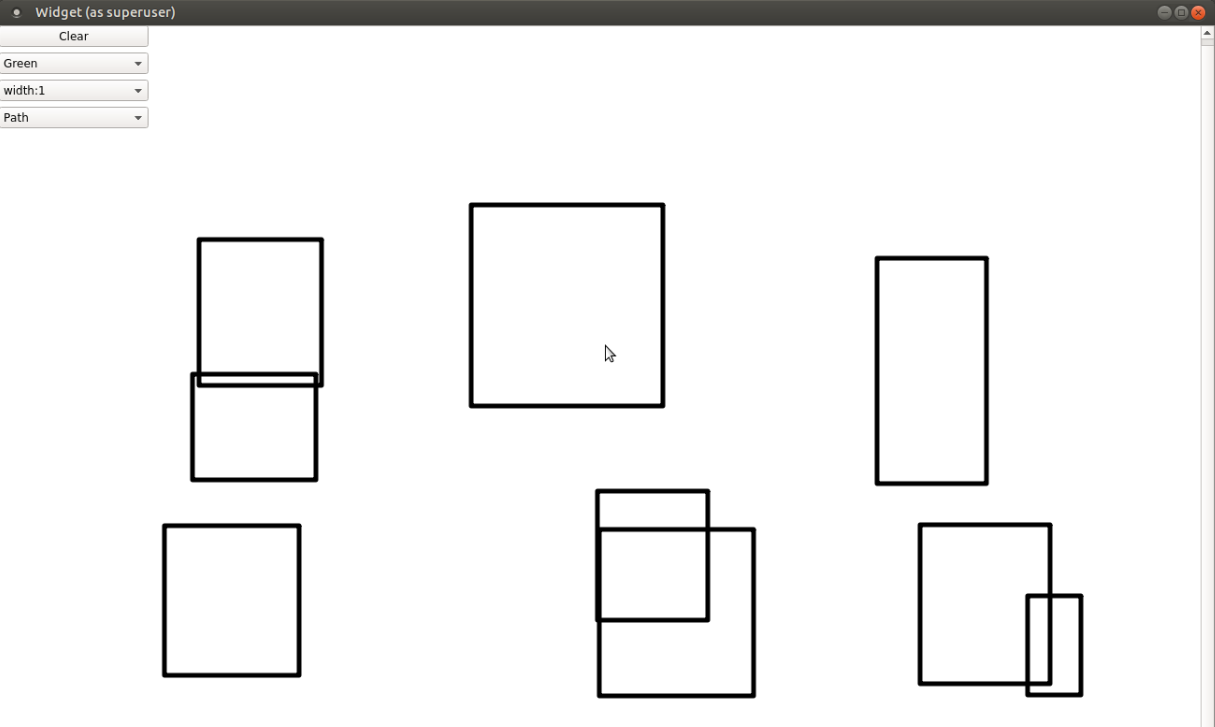 Widget (as superuser)
Clear
Green
width:1
Path